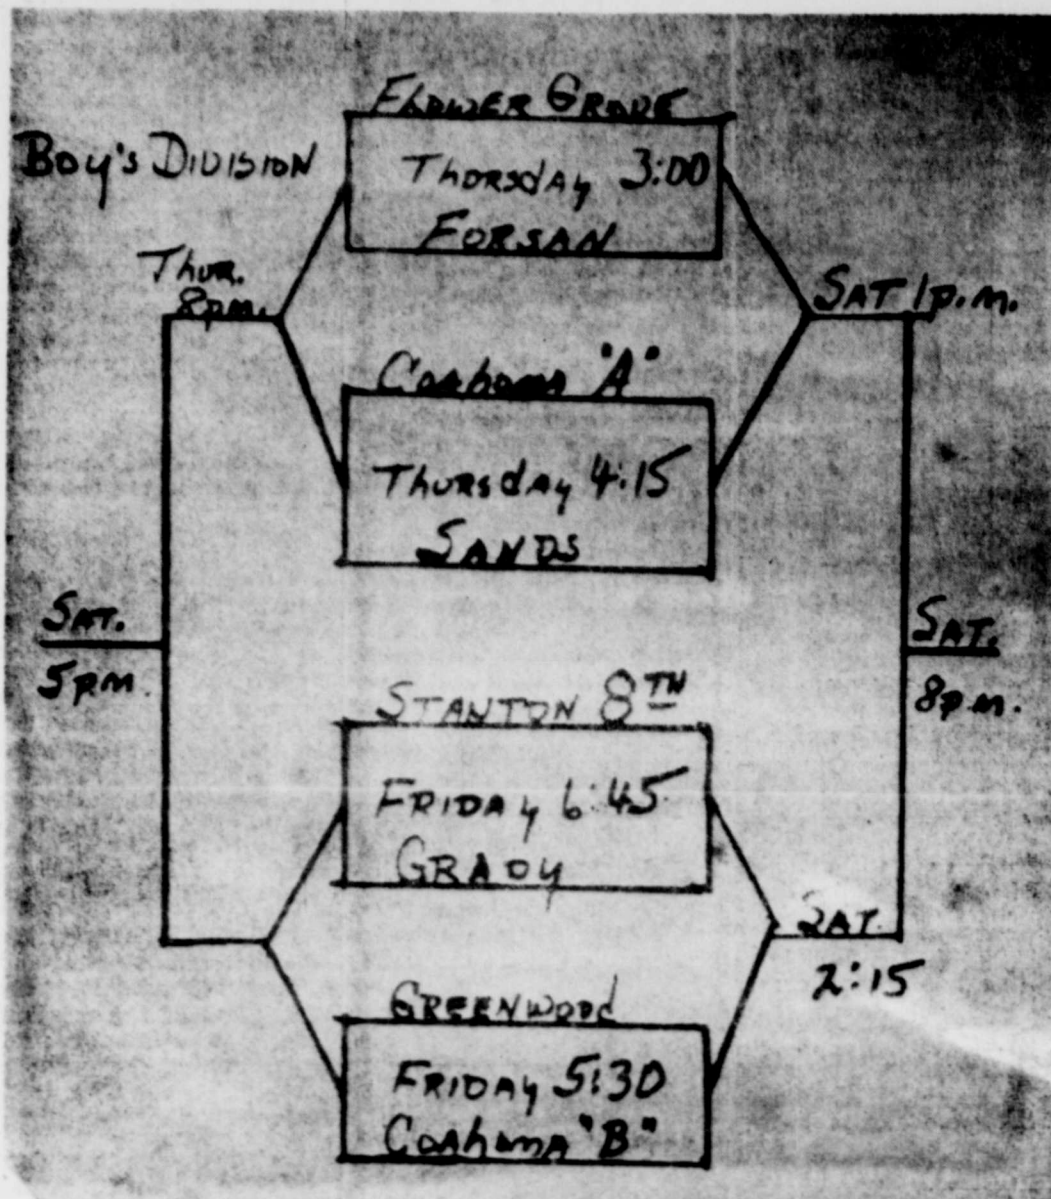 FLOWER GROVE
BOY'S DIVISION
THURSDAY 3:00
FORSAN
THUR.
8pm.
SAT 1p.m.
COAHOMA "A"
THURSDAY 4:15
SANDS
SAT.
5pm.
SAT.
8p.m.
STANTON 8TH
FRIDAY 6:45
GRADY
SAT.
2:15
GREENWOOD
FRIDAY 5:30
COAHOMA "B"